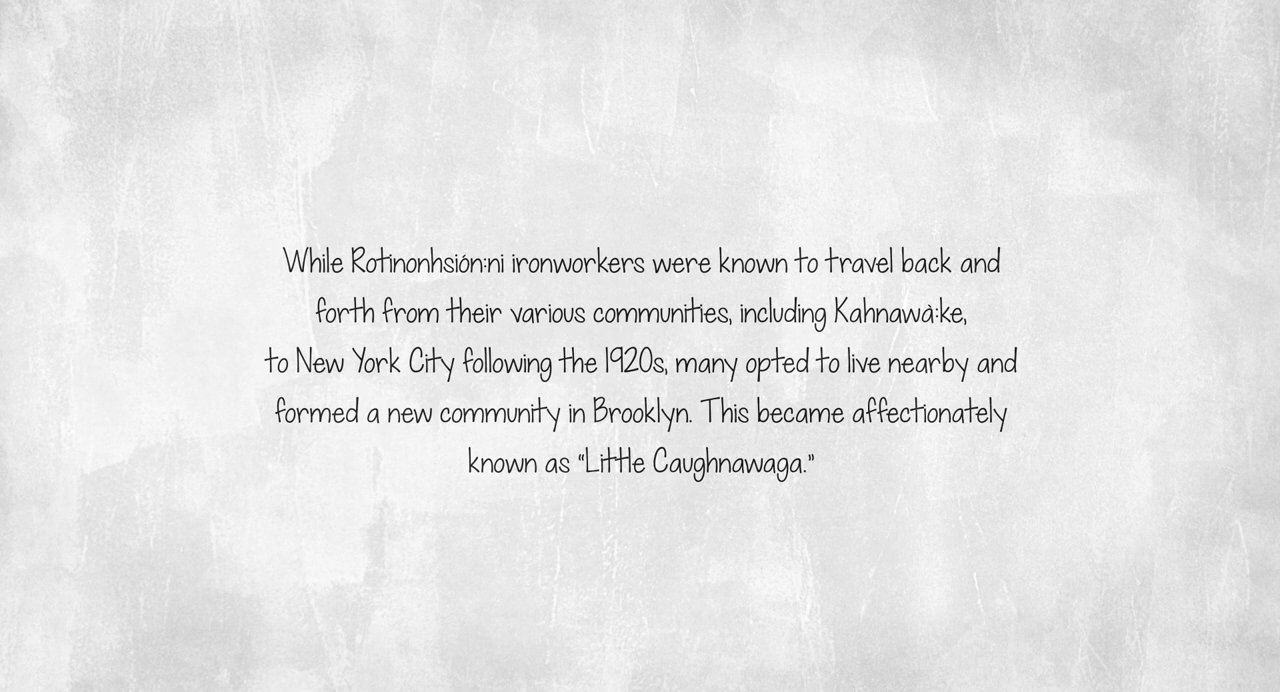 While Rotinonhsión:ni ironworkers were known to travel back and
forth from their various communities, including Kahnawà:ke,
to New York City following the 1920s, many opted to live nearby and
formed a new community in Brooklyn. This became affectionately
known as “Little Caughnawaga.”